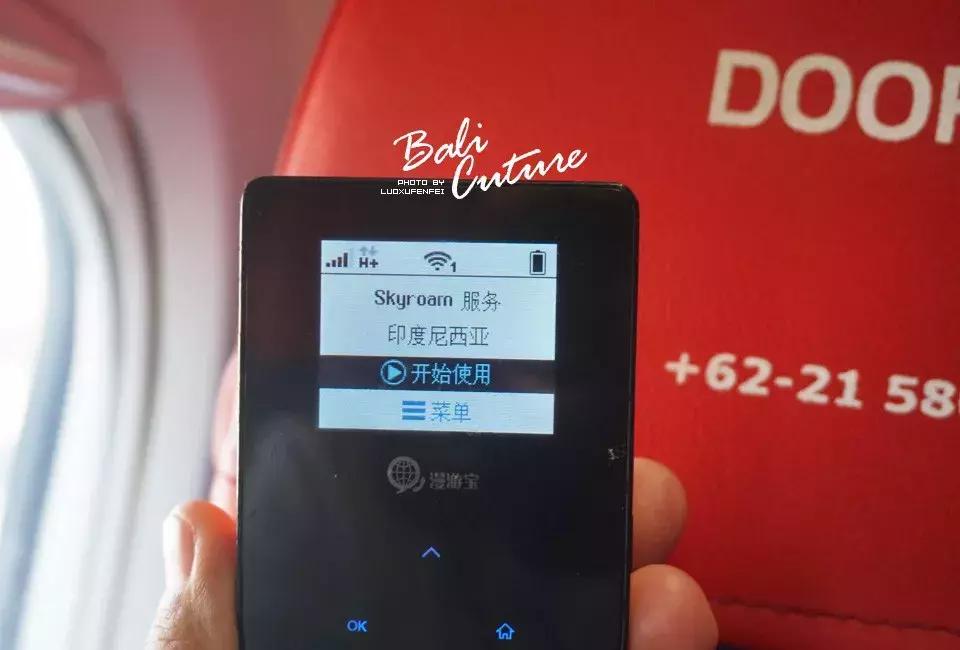 DOOR
Bali
Cuture
PHOTO BY
LUOXUFENFEI
H+
1
Skyroam 服务
印度尼西亚
开始使用
菜单
+62-21 58
漫游宝
OK